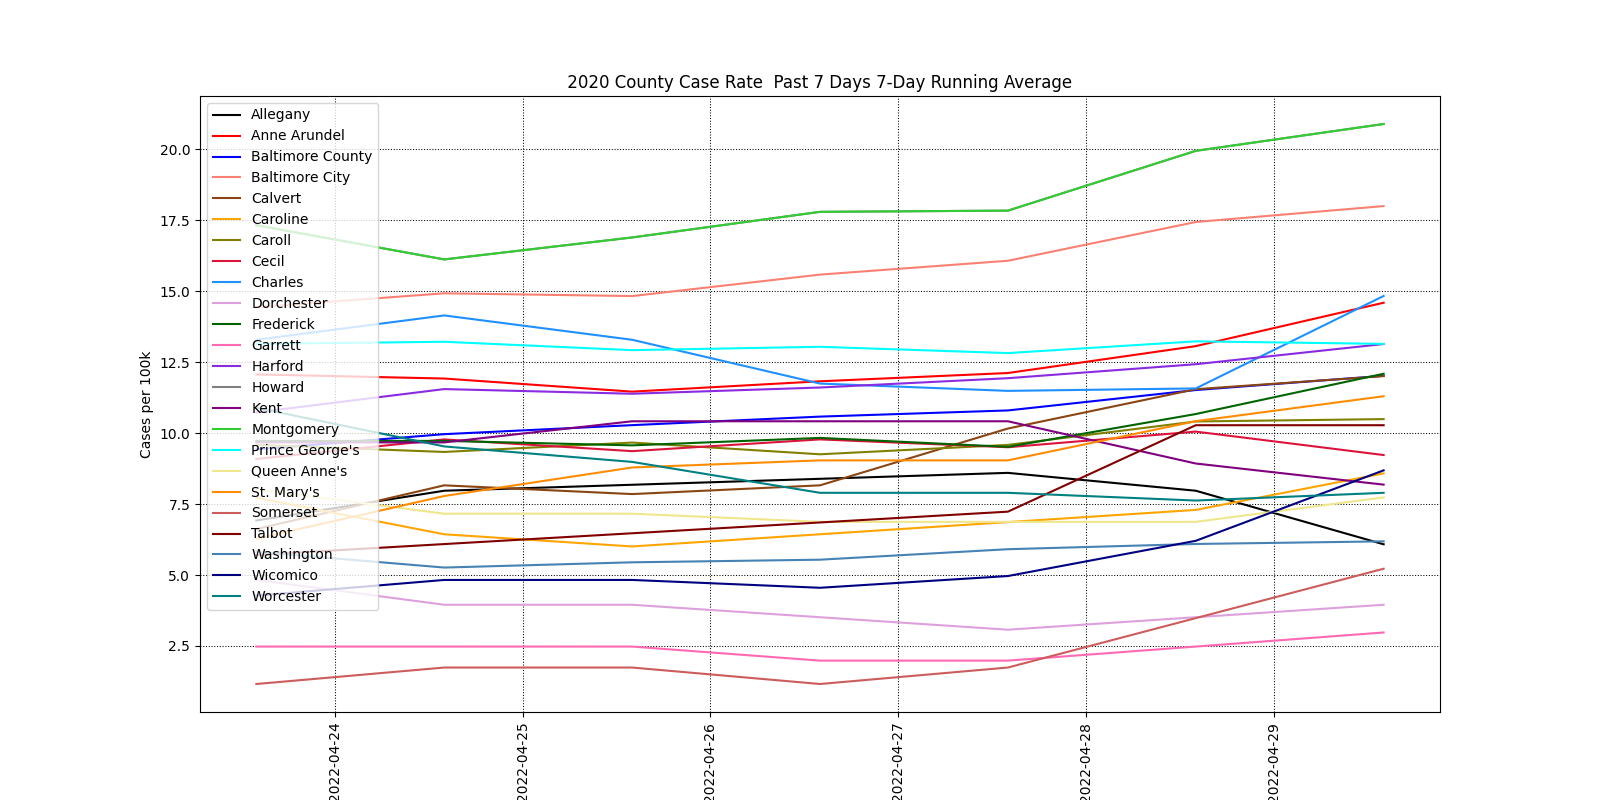 2020 County Case Rate  Past 7 Days 7-Day Running Average
Allegany
Anne Arundel
Baltimore County
Baltimore City
Calvert
Caroline
Caroll
Cecil
Charles
Dorchester
Frederick
Garrett
Harford
Howard
Kent
Montgomery
Prince George's
Queen Anne's
St. Mary's
Somerset
Talbot
Washington
Wicomico
Worcester
Cases per 100k
20.0
17.5
15.0
12.5
10.0
7.5
5.0
2.5
2022-04-24
2022-04-25
2022-04-26
2022-04-27
2022-04-28
2022-04-29